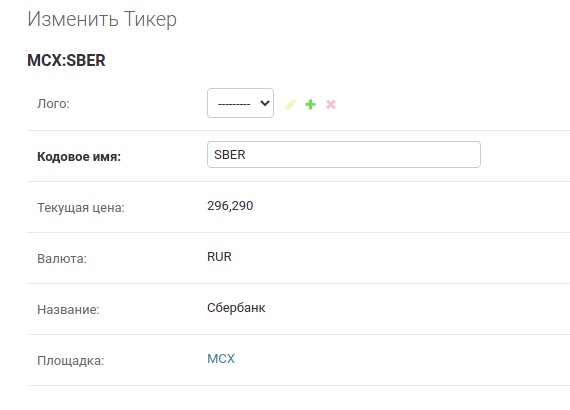 Изменить Тикер
MCX:SBER
Лого: ---------
Кодовое имя: SBER
Текущая цена: 296,290
Валюта: RUR
Название: Сбербанк
Площадка: MCX